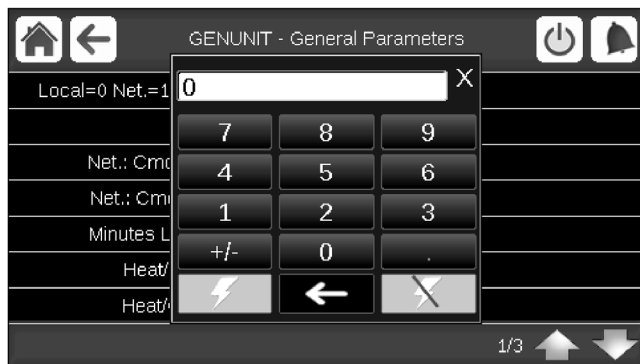 GENUNIT - General Parameters
Local=0 Net.=1
0
X
7 8 9
Net.: Cmd
4 5 6
Net.: Cm
1 2 3
Minutes L
+/- 0 .
Heat/
Heat/
1/3